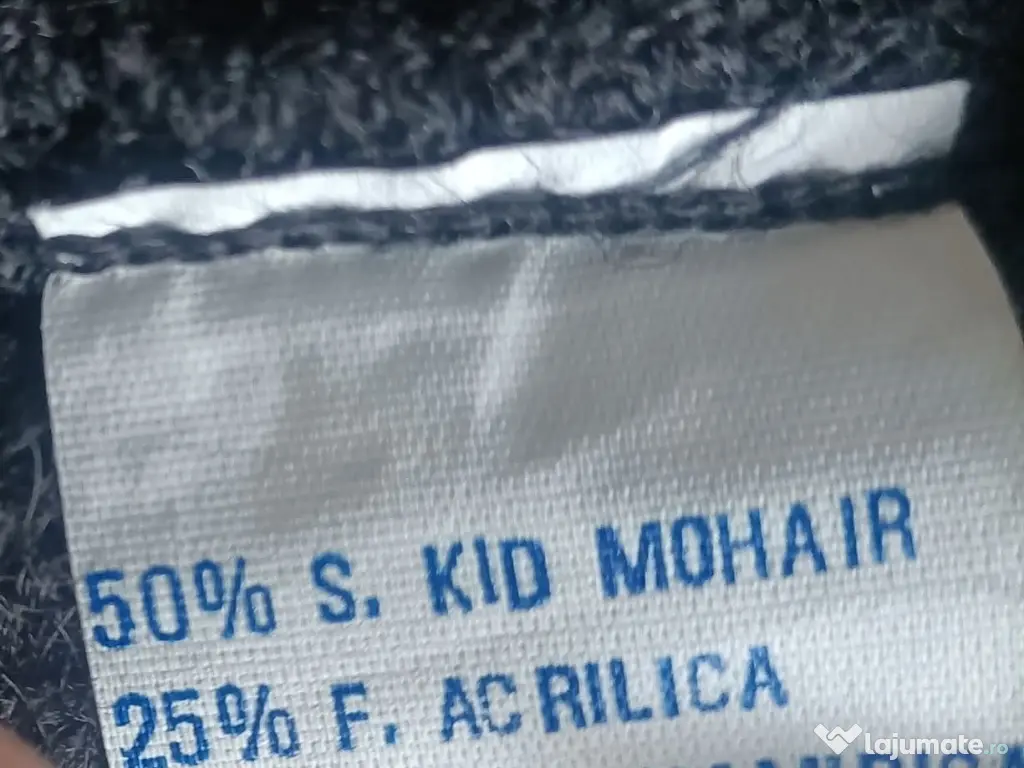 50% S. KID MOHAIR
25% F. ACRILICA
lajumate.ro